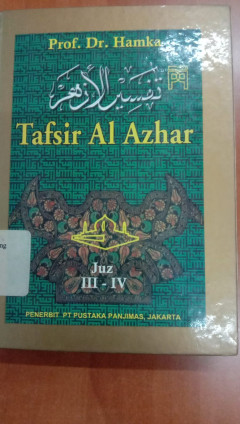 Prof. Dr. Hamka
تفسير الأزهر
Tafsir Al Azhar
Juz
III - IV
PENERBIT PT PUSTAKA PANJIMAS, JAKARTA